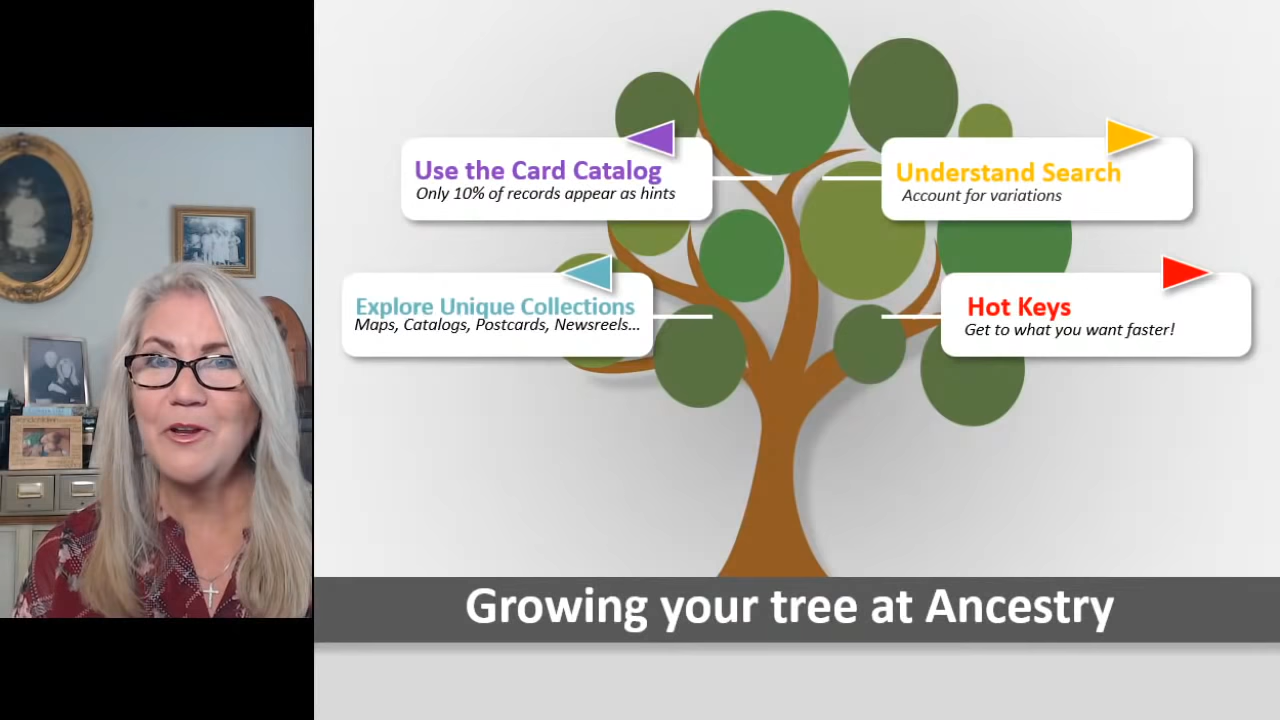 Use the Card Catalog
Only 10% of records appear as hints
Understand Search
Account for variations
Explore Unique Collections
Maps, Catalogs, Postcards, Newsreels...
Hot Keys
Get to what you want faster!
Growing your tree at Ancestry